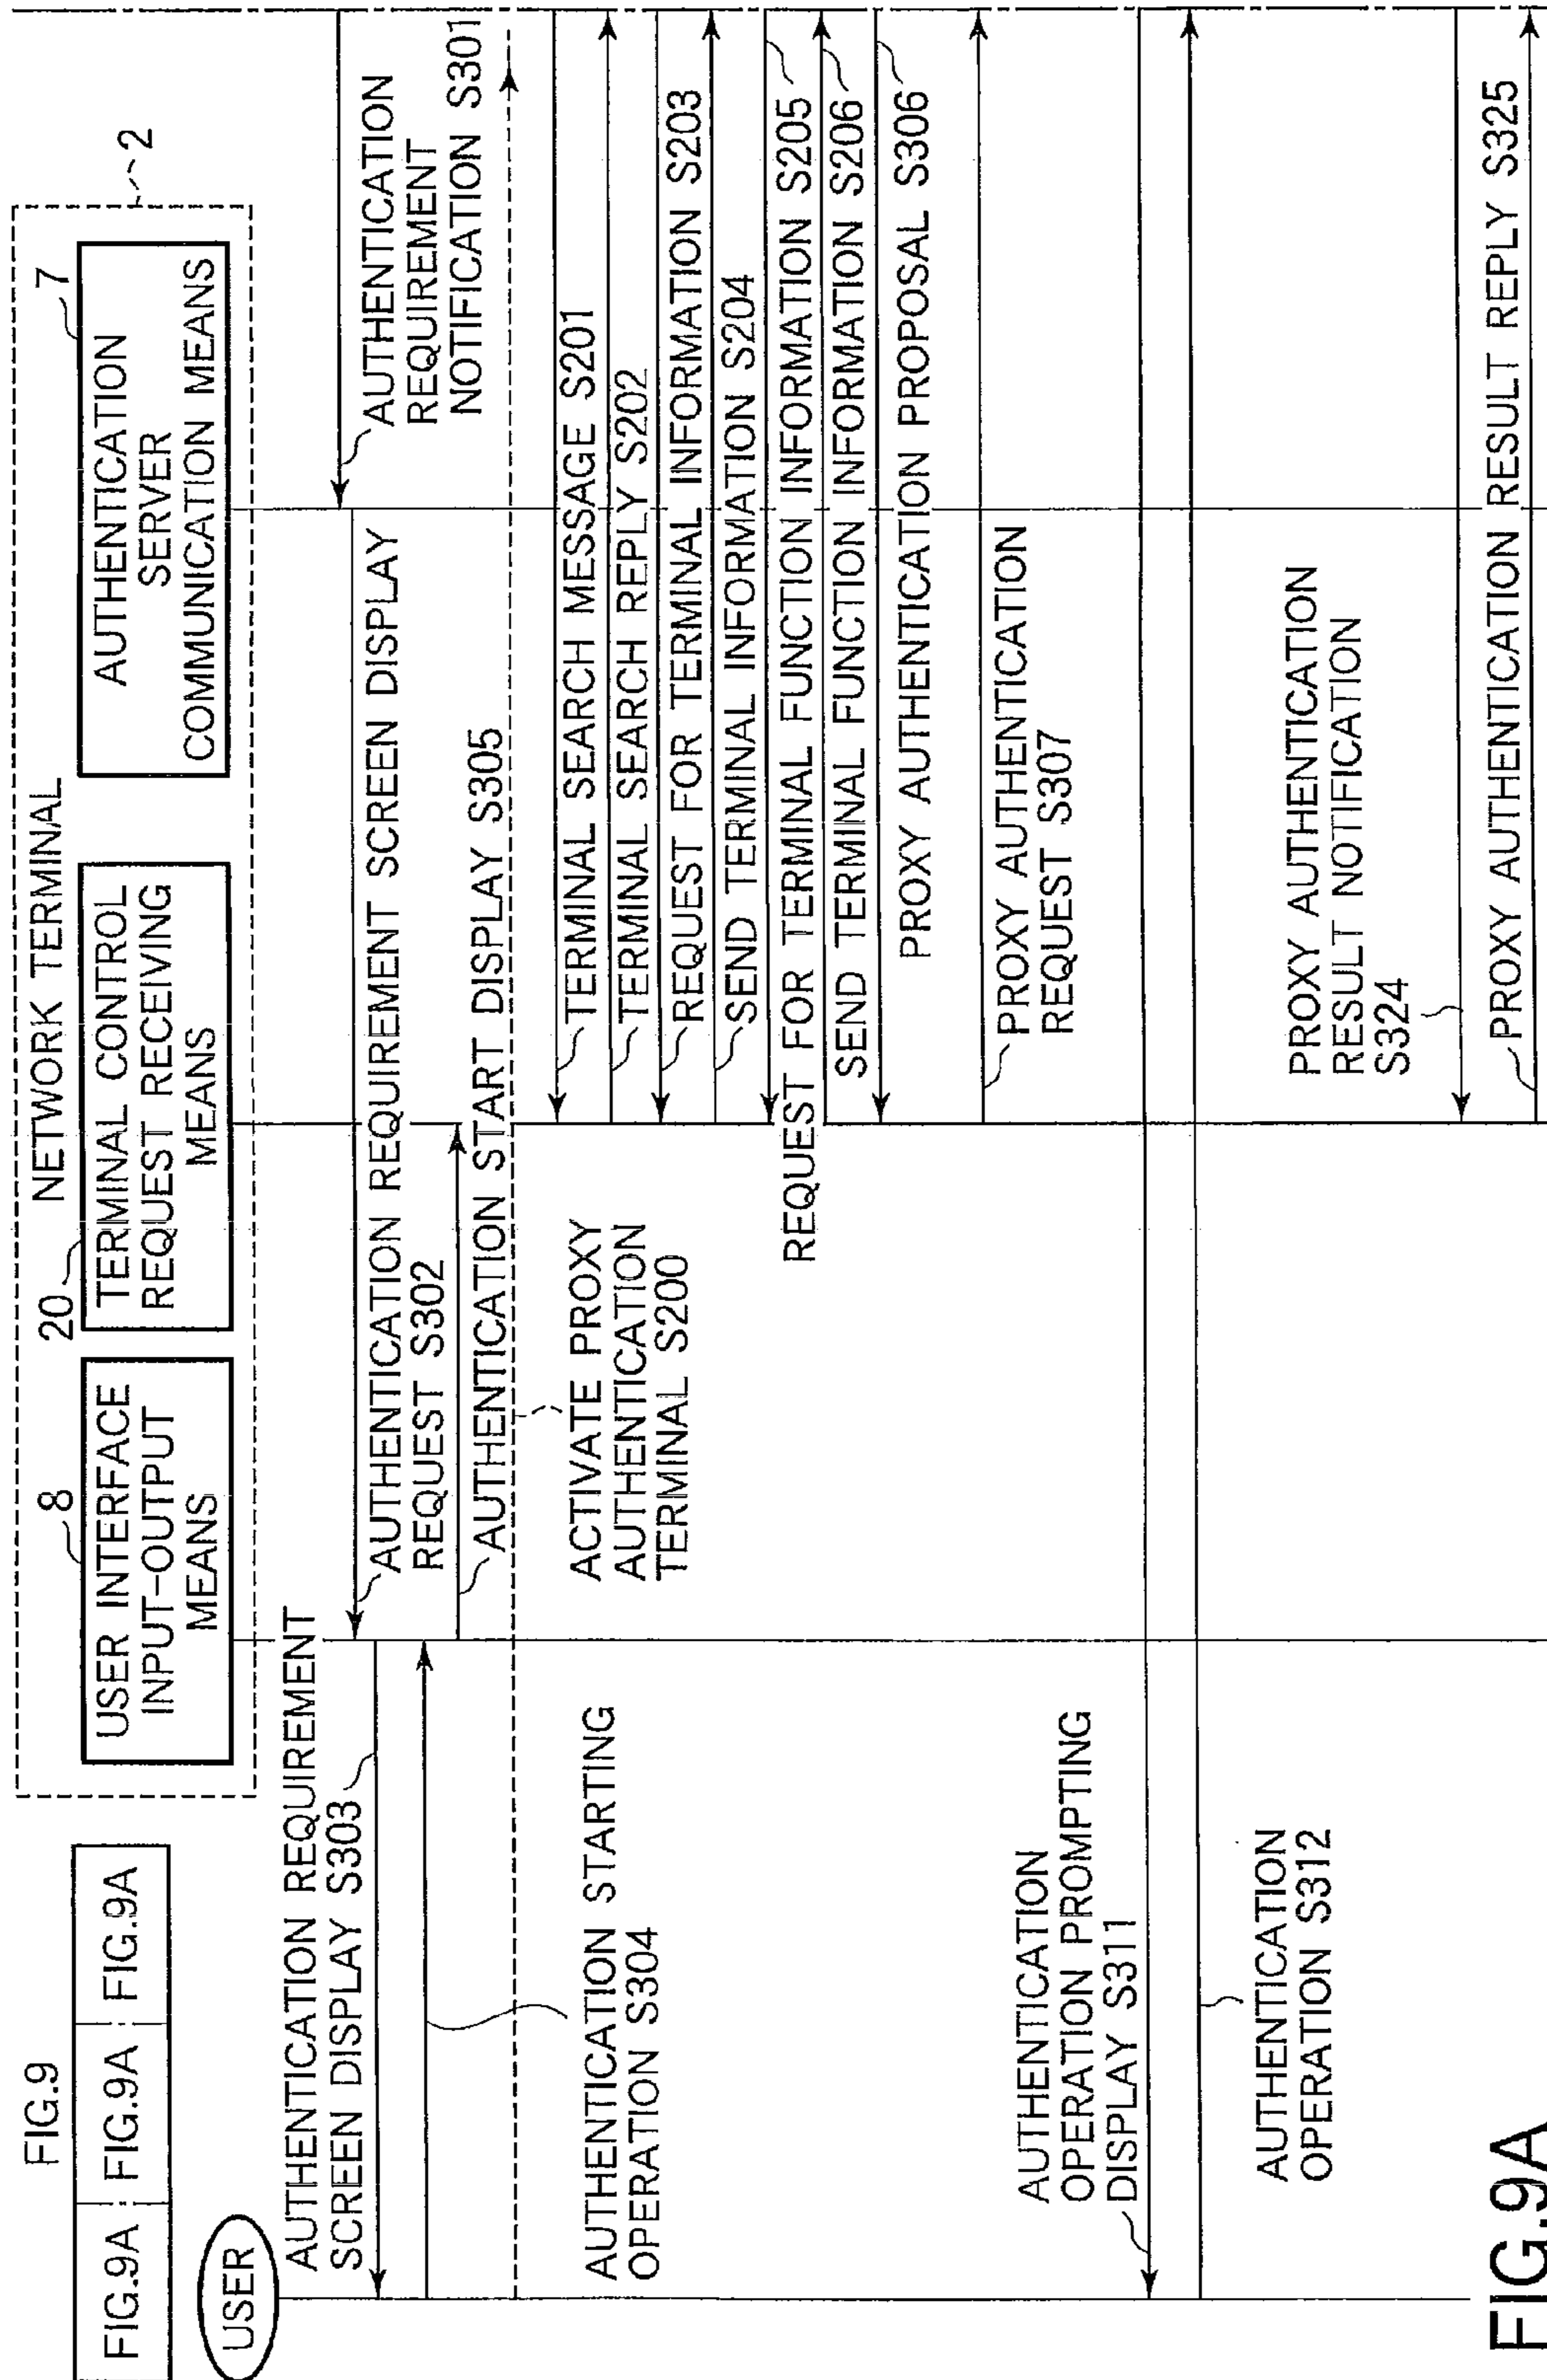 FIG.9
FIG.9A FIG.9A FIG.9A
NETWORK TERMINAL
2
8
USER INTERFACE
INPUT-OUTPUT
MEANS
20
TERMINAL CONTROL
REQUEST RECEIVING
MEANS
7
AUTHENTICATION
SERVER
COMMUNICATION MEANS
USER
AUTHENTICATION
REQUIREMENT
NOTIFICATION S301
AUTHENTICATION REQUIREMENT SCREEN DISPLAY
REQUEST S302
AUTHENTICATION REQUIREMENT
SCREEN DISPLAY S303
AUTHENTICATION STARTING
OPERATION S304
AUTHENTICATION START DISPLAY S305
ACTIVATE PROXY
AUTHENTICATION
TERMINAL S200
TERMINAL SEARCH MESSAGE S201
TERMINAL SEARCH REPLY S202
REQUEST FOR TERMINAL INFORMATION S203
SEND TERMINAL INFORMATION S204
REQUEST FOR TERMINAL FUNCTION INFORMATION S205
SEND TERMINAL FUNCTION INFORMATION S206
PROXY AUTHENTICATION PROPOSAL S306
PROXY AUTHENTICATION
REQUEST S307
AUTHENTICATION
OPERATION PROMPTING
DISPLAY S311
AUTHENTICATION
OPERATION S312
PROXY AUTHENTICATION
RESULT NOTIFICATION
S324
PROXY AUTHENTICATION RESULT REPLY S325
FIG.9A